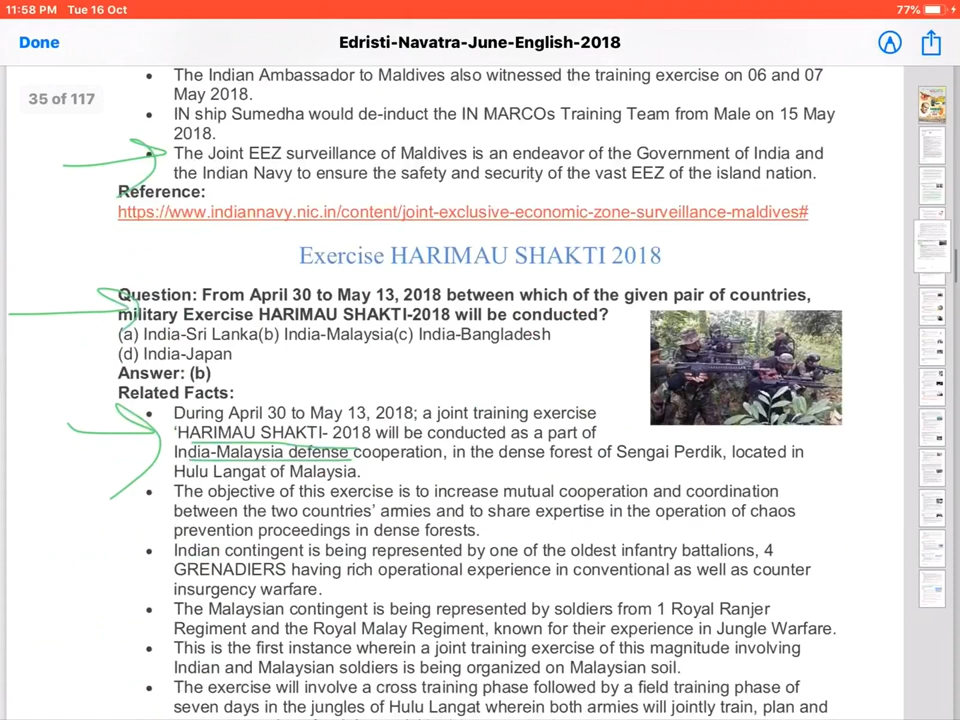 11:58 PM Tue 16 Oct 77%
Done Edristi-Navatra-June-English-2018
35 of 117
• The Indian Ambassador to Maldives also witnessed the training exercise on 06 and 07
May 2018.
• IN ship Sumedha would de-induct the IN MARCOs Training Team from Male on 15 May
2018.
• The Joint EEZ surveillance of Maldives is an endeavor of the Government of India and
the Indian Navy to ensure the safety and security of the vast EEZ of the island nation.
Reference:
https://www.indiannavy.nic.in/content/joint-exclusive-economic-zone-surveillance-maldives#
Exercise HARIMAU SHAKTI 2018
Question: From April 30 to May 13, 2018 between which of the given pair of countries,
military Exercise HARIMAU SHAKTI-2018 will be conducted?
(a) India-Sri Lanka(b) India-Malaysia(c) India-Bangladesh
(d) India-Japan
Answer: (b)
Related Facts:
• During April 30 to May 13, 2018; a joint training exercise
‘HARIMAU SHAKTI- 2018 will be conducted as a part of
India-Malaysia defense cooperation, in the dense forest of Sengai Perdik, located in
Hulu Langat of Malaysia.
• The objective of this exercise is to increase mutual cooperation and coordination
between the two countries’ armies and to share expertise in the operation of chaos
prevention proceedings in dense forests.
• Indian contingent is being represented by one of the oldest infantry battalions, 4
GRENADIERS having rich operational experience in conventional as well as counter
insurgency warfare.
• The Malaysian contingent is being represented by soldiers from 1 Royal Ranjer
Regiment and the Royal Malay Regiment, known for their experience in Jungle Warfare.
• This is the first instance wherein a joint training exercise of this magnitude involving
Indian and Malaysian soldiers is being organized on Malaysian soil.
• The exercise will involve a cross training phase followed by a field training phase of
seven days in the jungles of Hulu Langat wherein both armies will jointly train, plan and